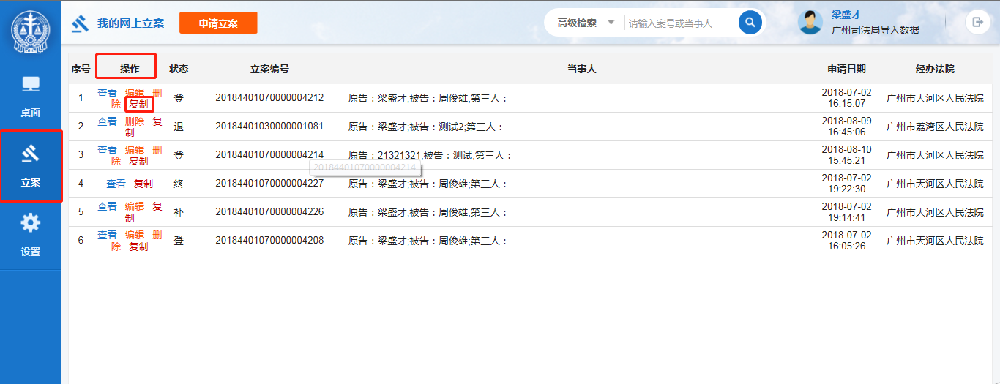 我的网上立案
申请立案
高级检索
请输入案号或当事人
梁盛才
广州司法局导入数据
桌面
立案
设置
序号 操作 状态 立案编号 当事人 申请日期 经办法院
1 查看 编辑 删除 复制 登 20184401070000004212 原告：梁盛才;被告：周俊雄;第三人： 2018-07-02 16:15:07 广州市天河区人民法院
2 查看 删除 复制 退 20184401030000001081 原告：梁盛才;被告：测试2;第三人： 2018-08-09 16:45:06 广州市荔湾区人民法院
3 查看 编辑 删除 复制 登 20184401070000004214 原告：21321321;被告：测试;第三人： 2018-08-10 15:45:21 广州市天河区人民法院
20184401070000004214
4 查看 复制 终 20184401070000004227 原告：梁盛才;被告：周俊雄;第三人： 2018-07-02 19:22:30 广州市天河区人民法院
5 查看 编辑 复制 补 20184401070000004226 原告：梁盛才;被告：周俊雄;第三人： 2018-07-02 19:14:41 广州市天河区人民法院
6 查看 编辑 删除 复制 登 20184401070000004208 原告：梁盛才;被告：周俊雄;第三人： 2018-07-02 16:05:26 广州市天河区人民法院